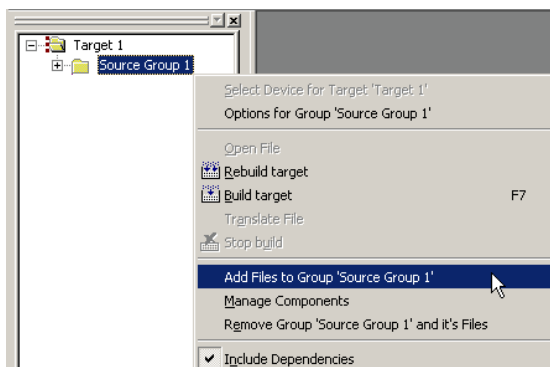 Target 1
Source Group 1
Select Device for Target 'Target 1'
Options for Group 'Source Group 1'
Open File
Rebuild target
Build target F7
Translate File
Stop build
Add Files to Group 'Source Group 1'
Manage Components
Remove Group 'Source Group 1' and it's Files
Include Dependencies